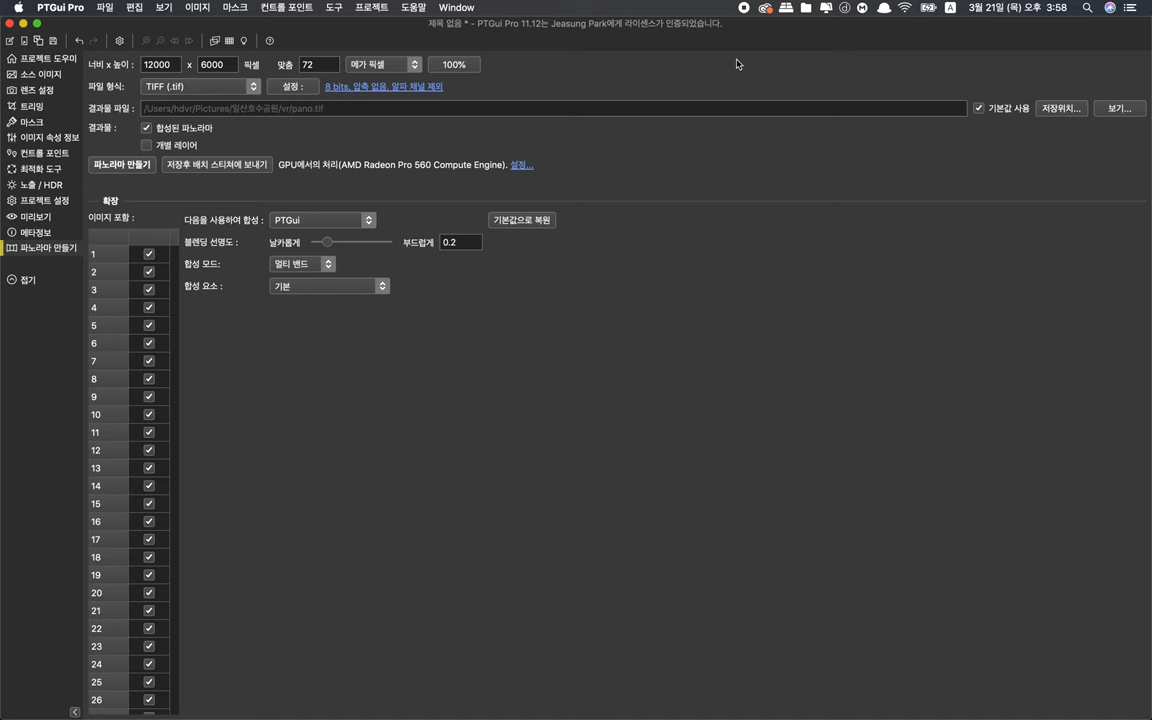 PTGui Pro 파일 편집 보기 이미지 마스크 컨트롤 포인트 도구 프로젝트 도움말 Window 3월 21일 (목) 오후 3:58
제목 없음 * - PTGui Pro 11.12는 Jeasung Park에게 라이센스가 인증되었습니다.
프로젝트 도우미
소스 이미지
렌즈 설정
트리밍
마스크
이미지 속성 정보
컨트롤 포인트
최적화 도구
노출 / HDR
프로젝트 설정
미리보기
메타정보
파노라마 만들기
접기
너비 x 높이 : 12000 x 6000 픽셀 맞춤 72 메가 픽셀 100%
파일 형식 : TIFF (.tif) 설정 : 8 bits, 압축 없음, 알파 채널 제외
결과물 파일 : /Users/hdvr/Pictures/일산호수공원/vr/pano.tif 기본값 사용 저장위치... 보기...
결과물 : 합성된 파노라마
개별 레이어
파노라마 만들기 저장후 배치 스티쳐에 보내기 GPU에서의 처리(AMD Radeon Pro 560 Compute Engine). 설정...
확장
이미지 포함 : 다음을 사용하여 합성 : PTGui 기본값으로 복원
블렌딩 선명도 : 날카롭게 부드럽게 0.2
합성 모드: 멀티 밴드
합성 요소 : 기본
1
2
3
4
5
6
7
8
9
10
11
12
13
14
15
16
17
18
19
20
21
22
23
24
25
26